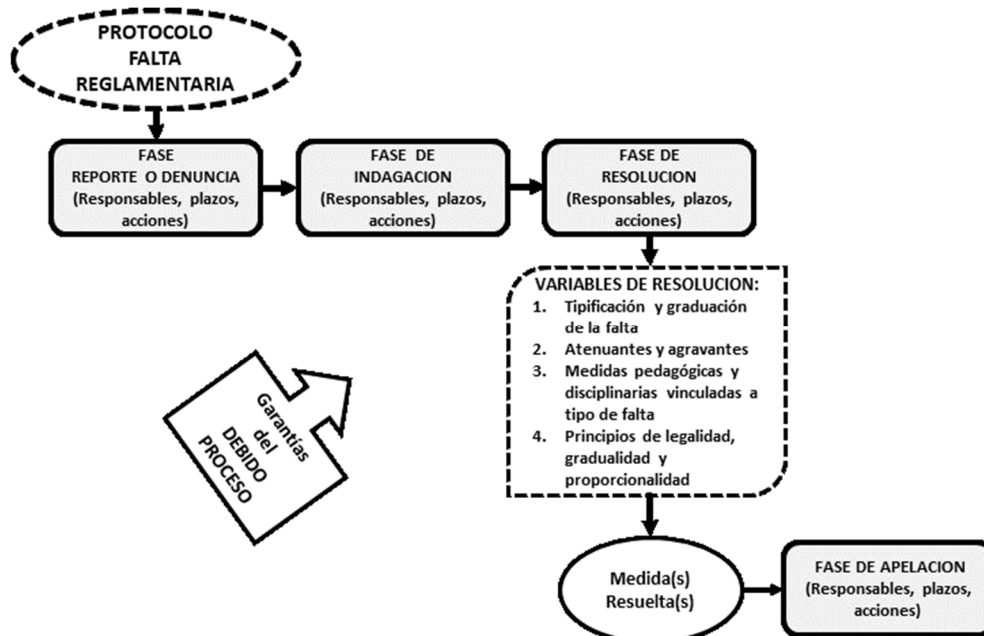 PROTOCOLO
FALTA
REGLAMENTARIA
FASE
REPORTE O DENUNCIA
(Responsables, plazos,
acciones)
FASE DE
INDAGACION
(Responsables, plazos,
acciones)
FASE DE
RESOLUCION
(Responsables, plazos,
acciones)
VARIABLES DE RESOLUCION:
1. Tipificación y graduación
de la falta
2. Atenuantes y agravantes
3. Medidas pedagógicas y
disciplinarias vinculadas a
tipo de falta
4. Principios de legalidad,
gradualidad y
proporcionalidad
Garantías
del
DEBIDO
PROCESO
Medida(s)
Resuelta(s)
FASE DE APELACION
(Responsables, plazos,
acciones)